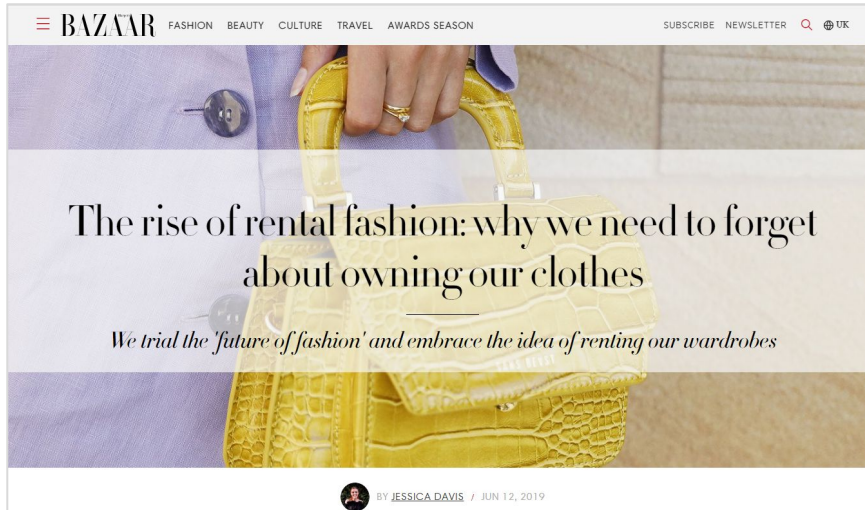 Harper's
BAZAAR FASHION BEAUTY CULTURE TRAVEL AWARDS SEASON SUBSCRIBE NEWSLETTER UK
The rise of rental fashion: why we need to forget
about owning our clothes
We trial the 'future of fashion' and embrace the idea of renting our wardrobes
BY JESSICA DAVIS / JUN 12, 2019